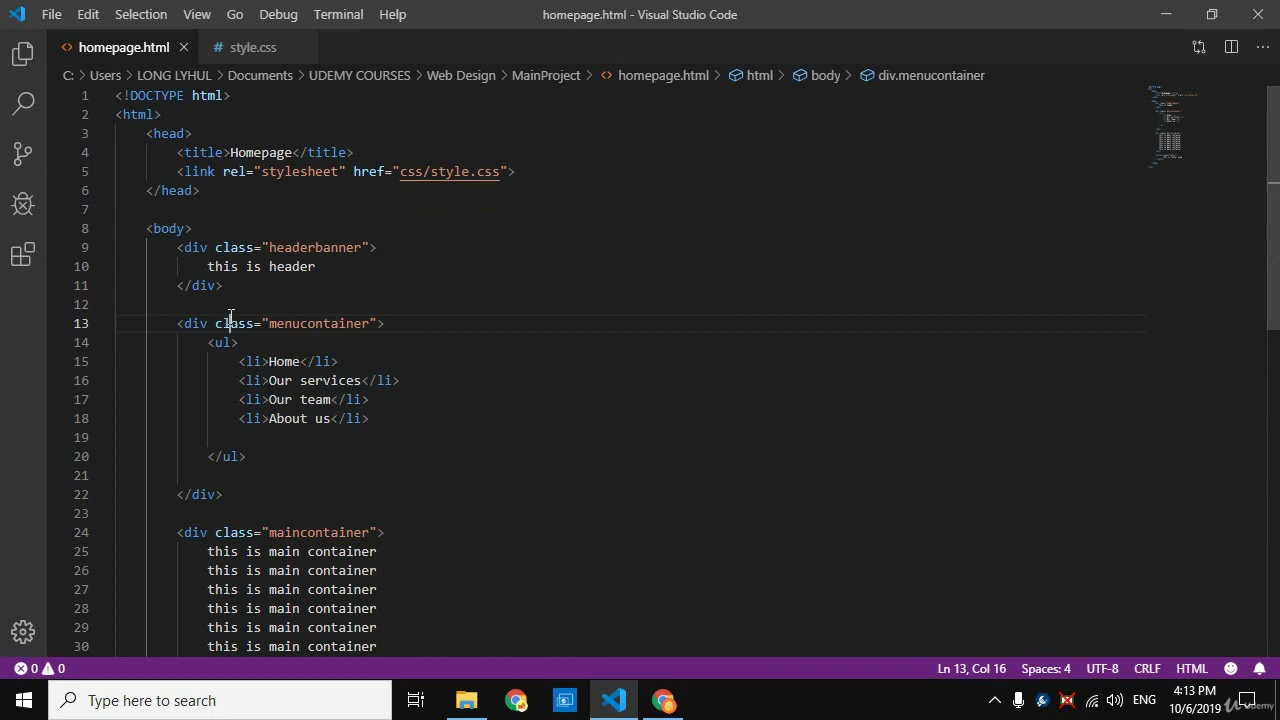 File Edit Selection View Go Debug Terminal Help homepage.html - Visual Studio Code
homepage.html style.css
C: Users LONG LYHUL Documents UDEMY COURSES Web Design MainProject homepage.html html body div.menucontainer
1 <!DOCTYPE html>
2 <html>
3 <head>
4 <title>Homepage</title>
5 <link rel="stylesheet" href="css/style.css">
6 </head>
7
8 <body>
9 <div class="headerbanner">
10 this is header
11 </div>
12
13 <div class="menucontainer">
14 <ul>
15 <li>Home</li>
16 <li>Our services</li>
17 <li>Our team</li>
18 <li>About us</li>
19
20 </ul>
21
22 </div>
23
24 <div class="maincontainer">
25 this is main container
26 this is main container
27 this is main container
28 this is main container
29 this is main container
30 this is main container
0 0 Ln 13, Col 16 Spaces: 4 UTF-8 CRLF HTML
Type here to search ENG 4:13 PM
10/6/2019
Udemy